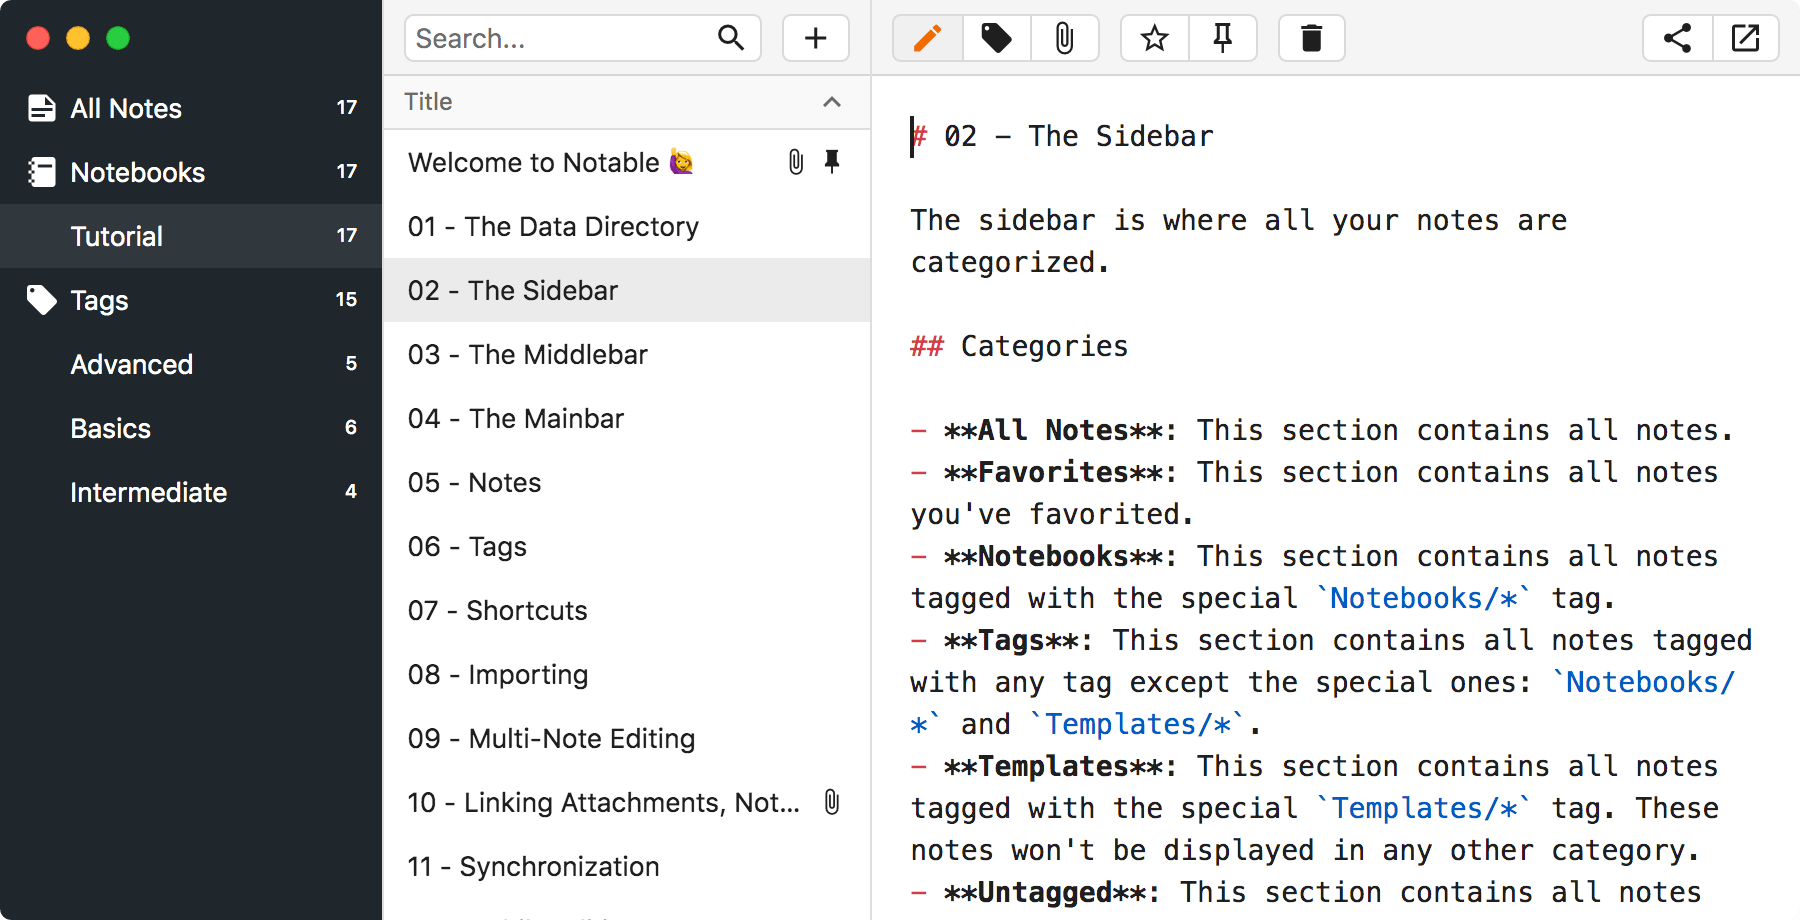 All Notes 17
Notebooks 17
Tutorial 17
Tags 15
Advanced 5
Basics 6
Intermediate 4
Search...
Title
Welcome to Notable 🙋
01 - The Data Directory
02 - The Sidebar
03 - The Middlebar
04 - The Mainbar
05 - Notes
06 - Tags
07 - Shortcuts
08 - Importing
09 - Multi-Note Editing
10 - Linking Attachments, Not...
11 - Synchronization
# 02 - The Sidebar
The sidebar is where all your notes are
categorized.
## Categories
- **All Notes**: This section contains all notes.
- **Favorites**: This section contains all notes
you've favorited.
- **Notebooks**: This section contains all notes
tagged with the special `Notebooks/*` tag.
- **Tags**: This section contains all notes tagged
with any tag except the special ones: `Notebooks/
*` and `Templates/*`.
- **Templates**: This section contains all notes
tagged with the special `Templates/*` tag. These
notes won't be displayed in any other category.
- **Untagged**: This section contains all notes